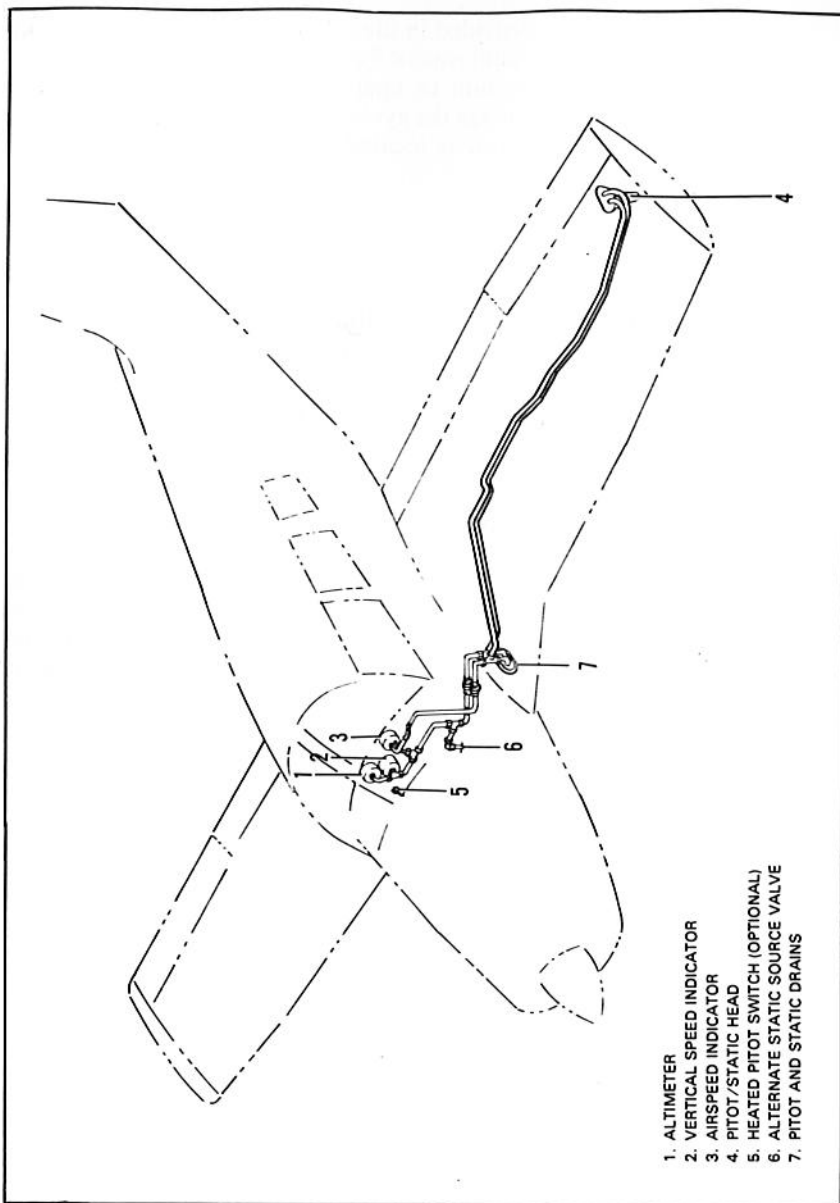 1
2
3
4
5
6
7
1. ALTIMETER
2. VERTICAL SPEED INDICATOR
3. AIRSPEED INDICATOR
4. PITOT/STATIC HEAD
5. HEATED PITOT SWITCH (OPTIONAL)
6. ALTERNATE STATIC SOURCE VALVE
7. PITOT AND STATIC DRAINS